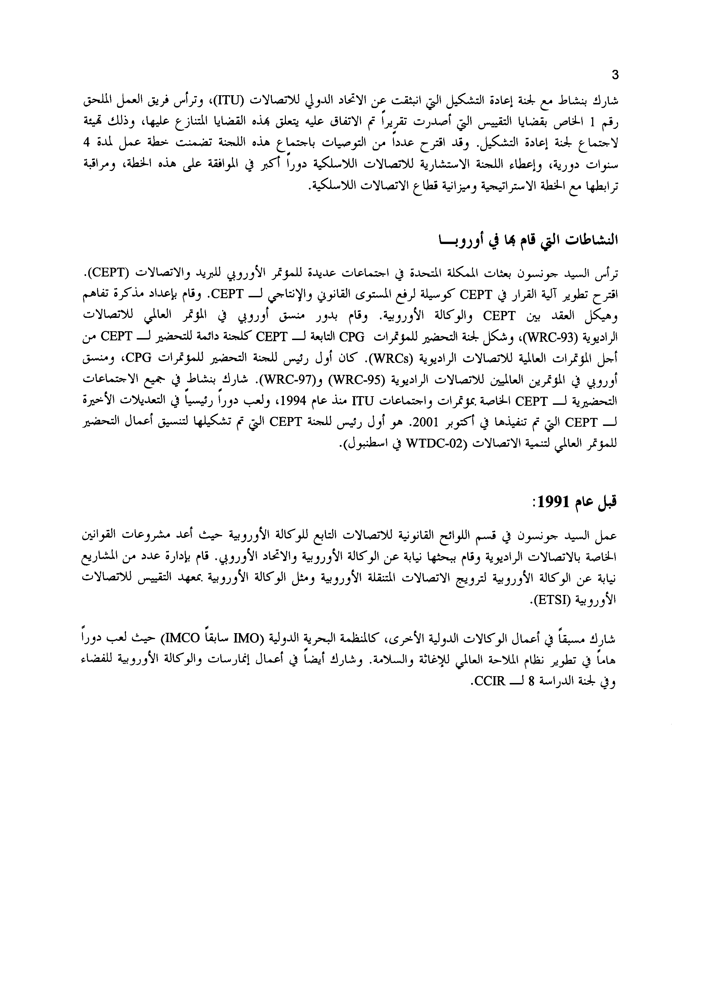 3
شارك بنشاط مع لجنة إعادة التشكيل التي انبثقت عن الاتحاد الدولي للاتصالات (ITU)، وترأس فريق العمل الملحق
رقم 1 الخاص بقضايا التقييس التي أصدرت تقريراً تم الاتفاق عليه يتعلق بهذه القضايا المتنازع عليها، وذلك تهيئة
لاجتماع لجنة إعادة التشكيل. وقد اقترح عدداً من التوصيات باجتماع هذه اللجنة تضمنت خطة عمل لمدة 4
سنوات دورية، وإعطاء اللجنة الاستشارية للاتصالات اللاسلكية دوراً أكبر في الموافقة على هذه الخطة، ومراقبة
ترابطها مع الخطة الاستراتيجية وميزانية قطاع الاتصالات اللاسلكية.
النشاطات التي قام بها في أوروبــا
ترأس السيد جونسون بعثات الممكلة المتحدة في اجتماعات عديدة للمؤتمر الأوروبي للبريد والاتصالات (CEPT).
اقترح تطوير آلية القرار في CEPT كوسيلة لرفع المستوى القانوني والإنتاجي لــ CEPT. وقام بإعداد مذكرة تفاهم
وهيكل العقد بين CEPT والوكالة الأوروبية. وقام بدور منسق أوروبي في المؤتمر العالمي للاتصالات
الراديوية (WRC-93)، وشكل لجنة التحضير للمؤتمرات CPG التابعة لــ CEPT كلجنة دائمة للتحضير لــ CEPT من
أجل المؤتمرات العالمية للاتصالات الراديوية (WRCs). كان أول رئيس للجنة التحضير للمؤتمرات CPG، ومنسق
أوروبي في المؤتمرين العالميين للاتصالات الراديوية (WRC-95) و(WRC-97). شارك بنشاط في جميع الاجتماعات
التحضيرية لــ CEPT الخاصة بمؤتمرات واجتماعات ITU منذ عام 1994، ولعب دوراً رئيسياً في التعديلات الأخيرة
لــ CEPT التي تم تنفيذها في أكتوبر 2001. هو أول رئيس للجنة CEPT التي تم تشكيلها لتنسيق أعمال التحضير
للمؤتمر العالمي لتنمية الاتصالات (WTDC-02 في اسطنبول).
قبل عام 1991:
عمل السيد جونسون في قسم اللوائح القانونية للاتصالات التابع للوكالة الأوروبية حيث أعد مشروعات القوانين
الخاصة بالاتصالات الراديوية وقام ببحثها نيابة عن الوكالة الأوروبية والاتحاد الأوروبي. قام بإدارة عدد من المشاريع
نيابة عن الوكالة الأوروبية لترويج الاتصالات المتنقلة الأوروبية ومثل الوكالة الأوروبية بمعهد التقييس للاتصالات
الأوروبية (ETSI).
شارك مسبقاً في أعمال الوكالات الدولية الأخرى، كالمنظمة البحرية الدولية (IMO سابقاً IMCO) حيث لعب دوراً
هاماً في تطوير نظام الملاحة العالمي للإغاثة والسلامة. وشارك أيضاً في أعمال إنمارسات والوكالة الأوروبية للفضاء
وفي لجنة الدراسة 8 لــ CCIR.